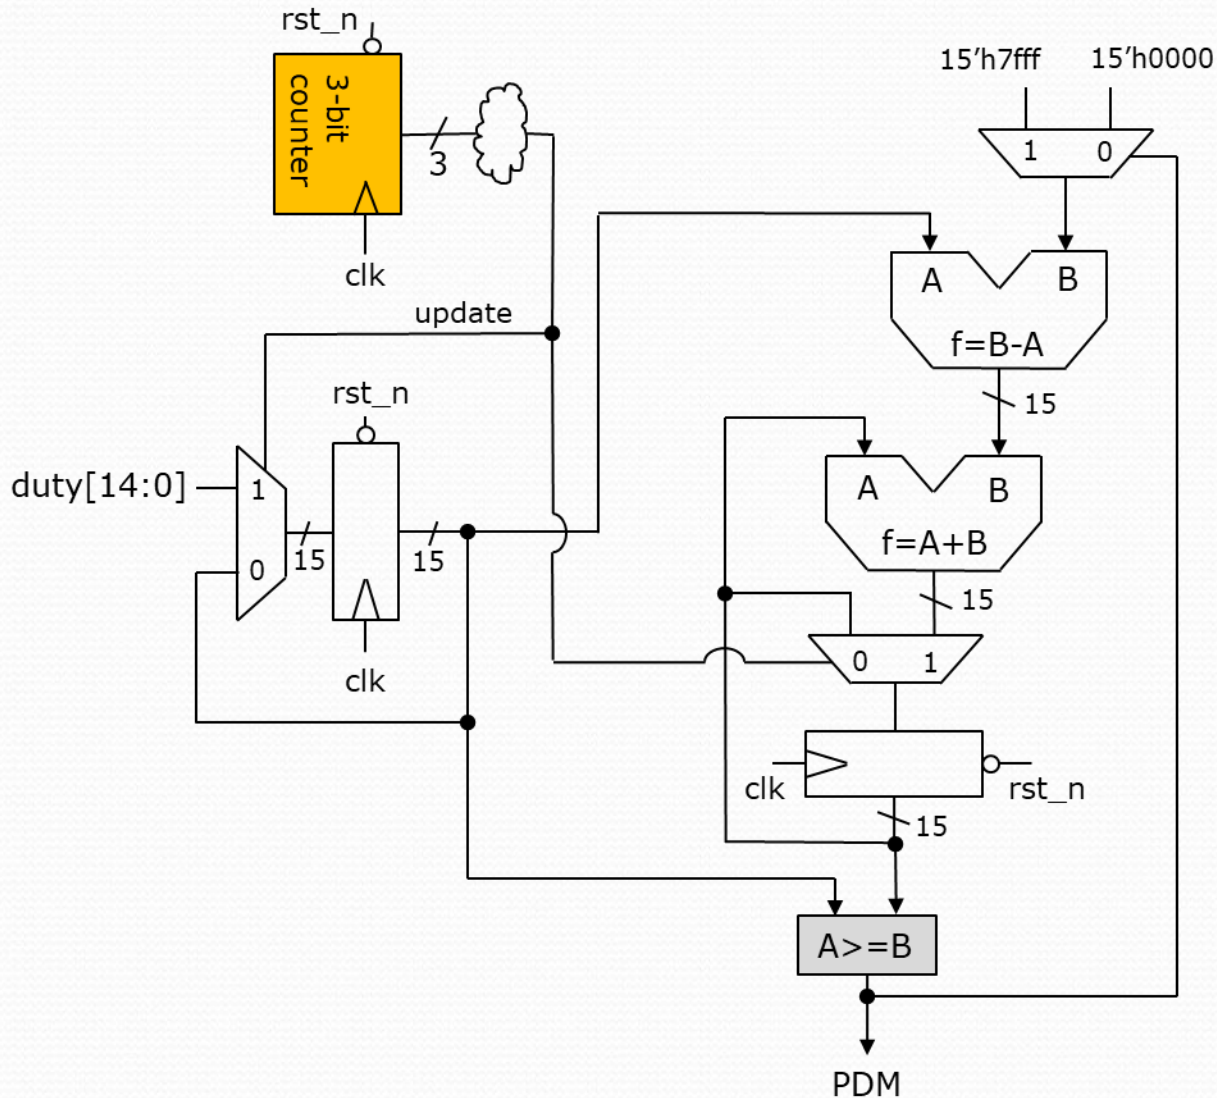 rst_n
3-bit
counter
3
clk
15’h7fff
15’h0000
1
0
A
B
f=B-A
15
update
rst_n
duty[14:0]
1
0
15
15
clk
A
B
f=A+B
15
0
1
clk
rst_n
15
A>=B
PDM